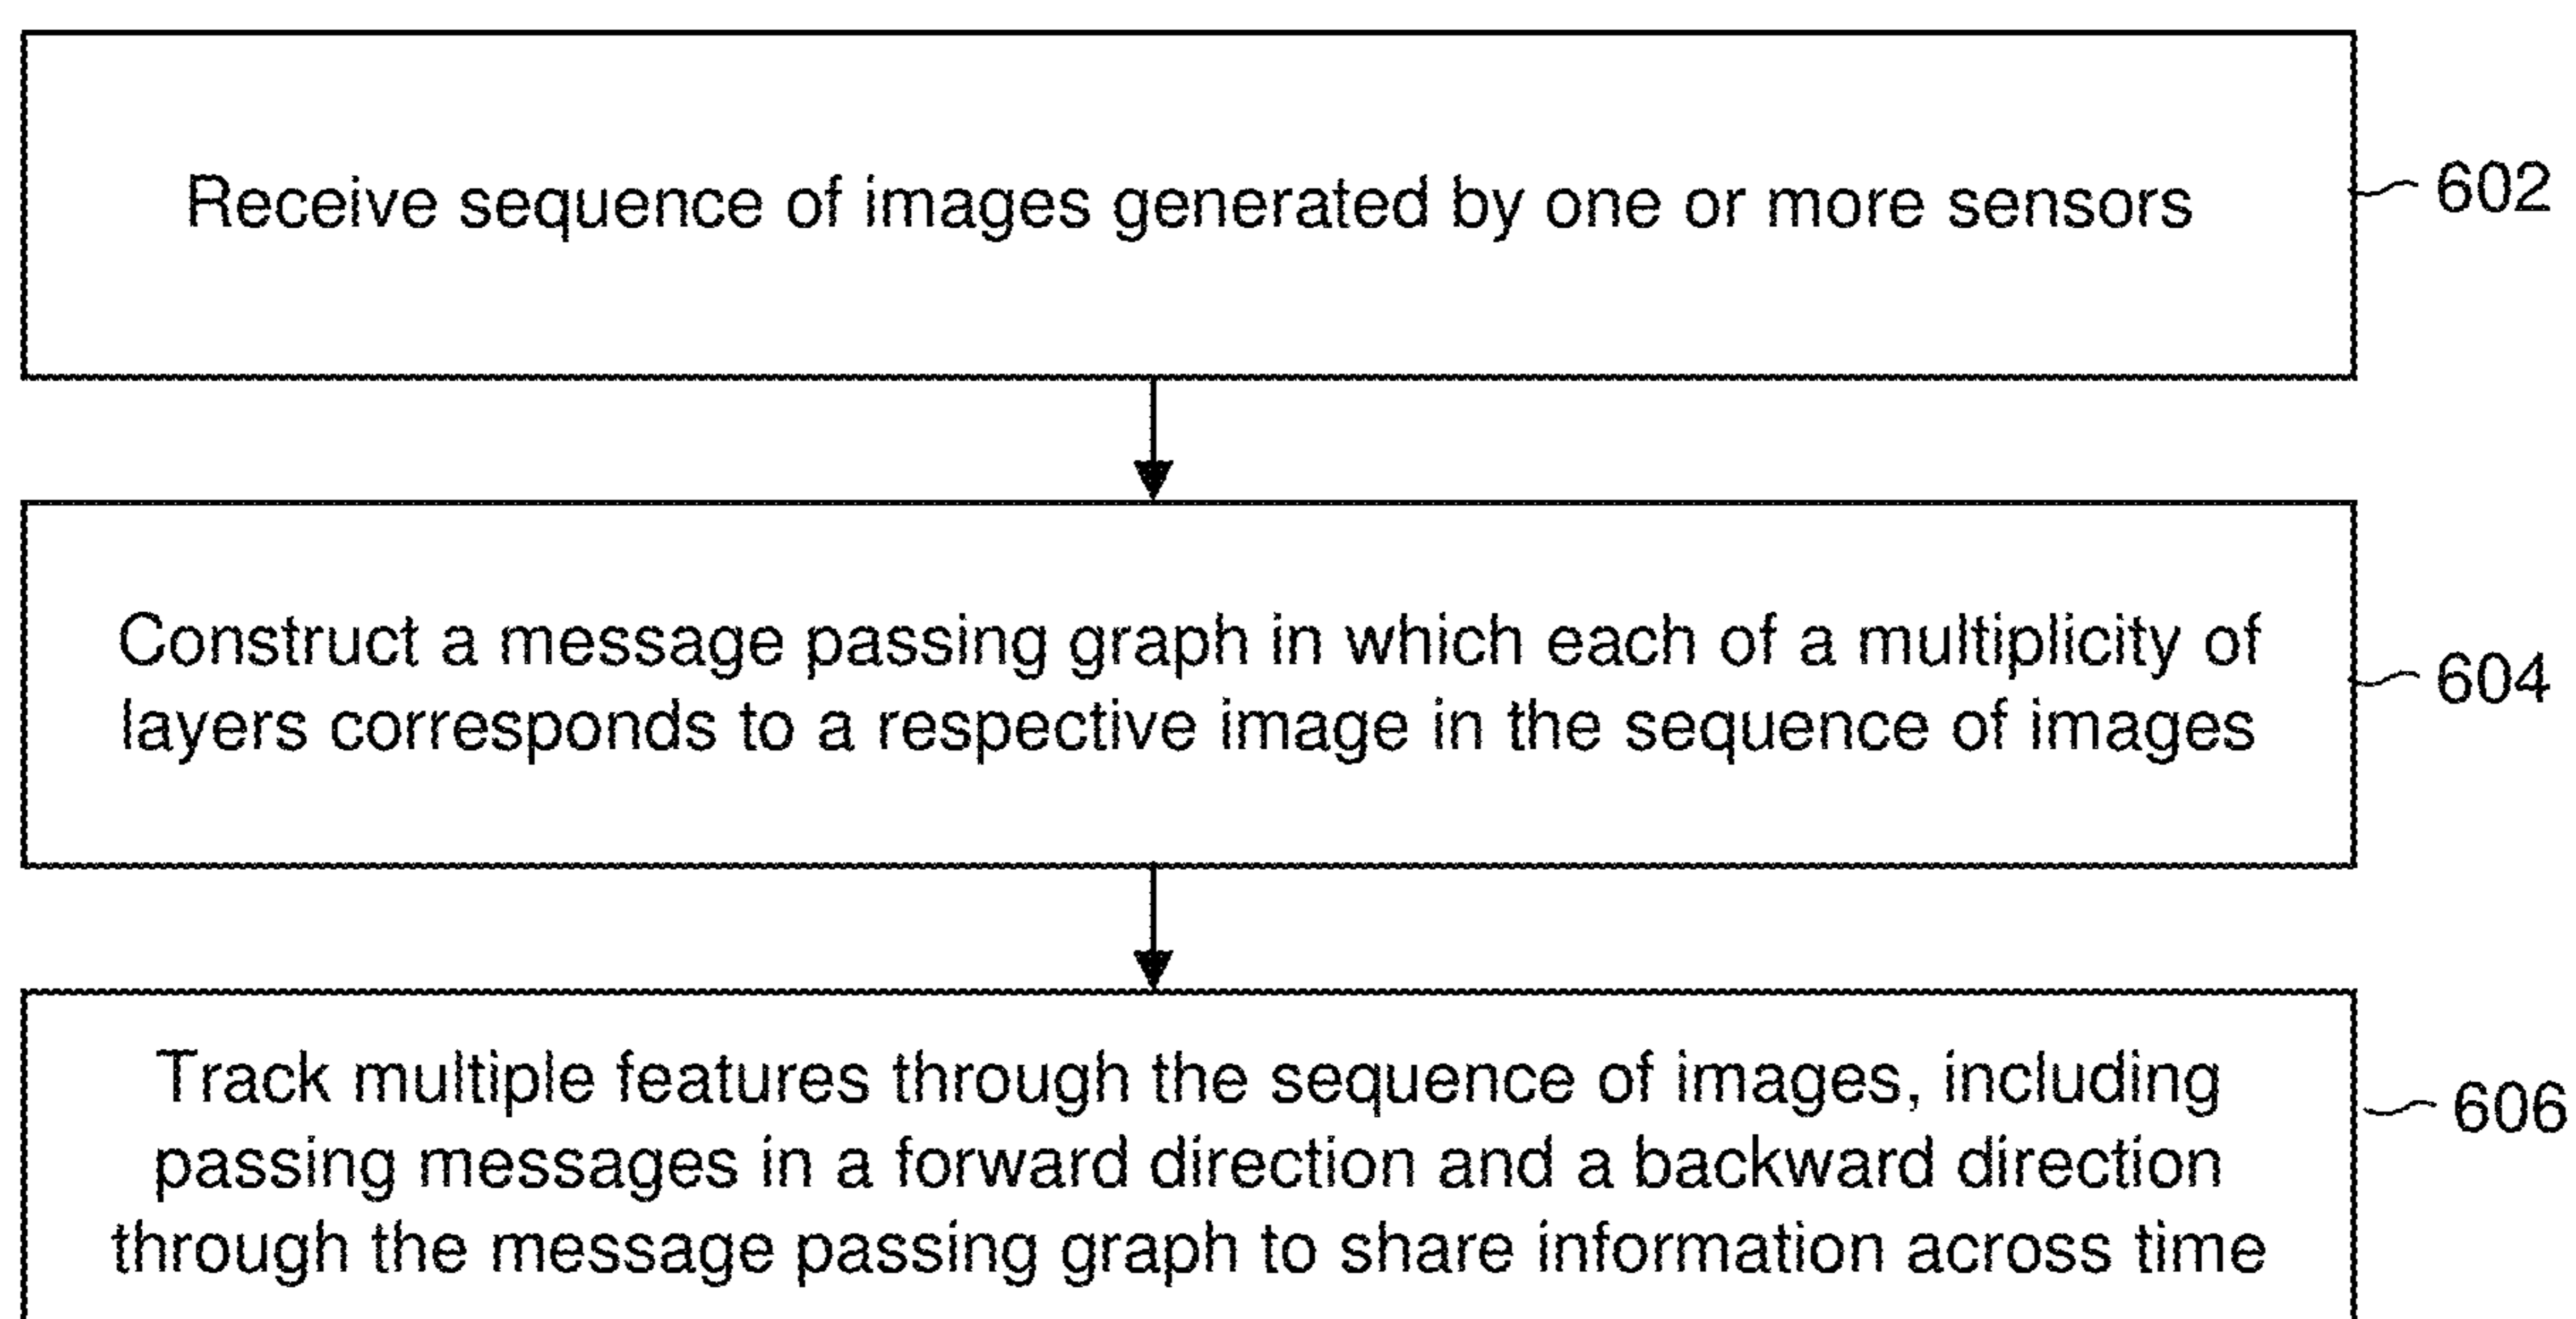 Receive sequence of images generated by one or more sensors
602
Construct a message passing graph in which each of a multiplicity of
layers corresponds to a respective image in the sequence of images
604
Track multiple features through the sequence of images, including
passing messages in a forward direction and a backward direction
through the message passing graph to share information across time
606